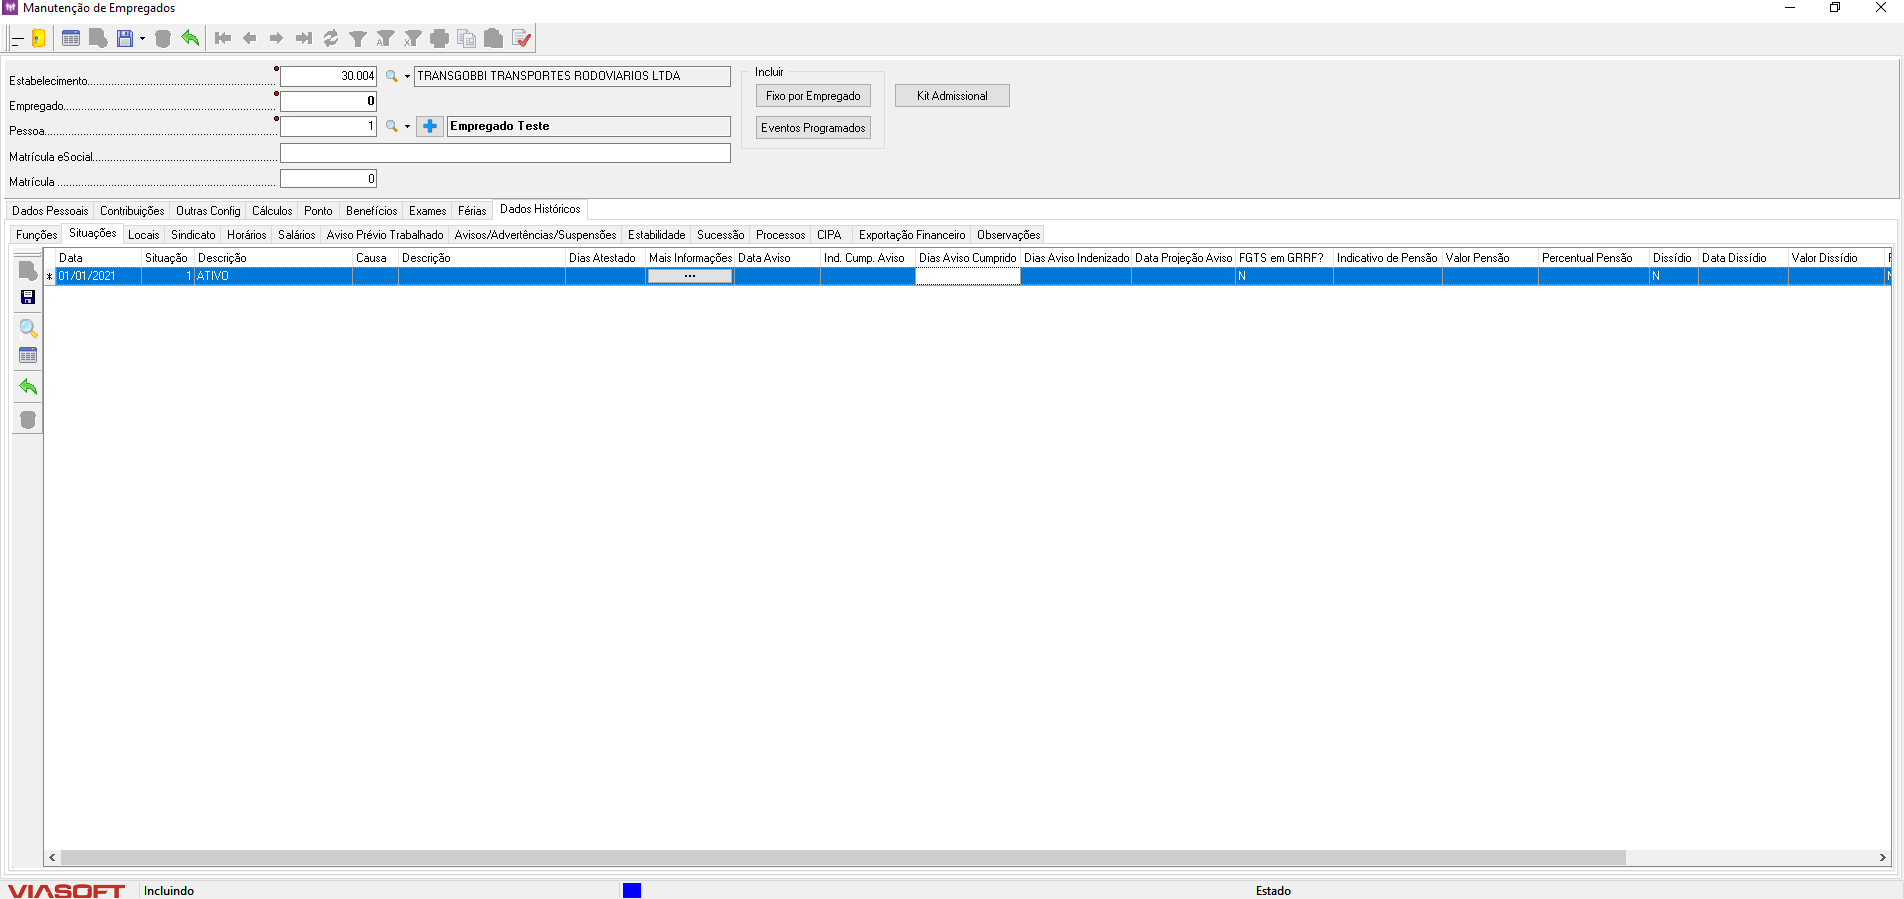 Manutenção de Empregados
Estabelecimento 30.004 TRANSGOBBI TRANSPORTES RODOVIARIOS LTDA
Empregado 0
Pessoa 1 Empregado Teste
Matrícula eSocial
Matrícula 0
Incluir
Fixo por Empregado
Eventos Programados
Kit Admissional
Dados Pessoais Contribuições Outras Config Cálculos Ponto Benefícios Exames Férias Dados Históricos
Funções Situações Locais Sindicato Horários Salários Aviso Prévio Trabalhado Avisos/Advertências/Suspensões Estabilidade Sucessão Processos CIPA Exportação Financeiro Observações
Data Situação Descrição Causa Descrição Dias Atestado Mais Informações Data Aviso Ind. Cump. Aviso Dias Aviso Cumprido Dias Aviso Indenizado Data Projeção Aviso FGTS em GRRF? Indicativo de Pensão Valor Pensão Percentual Pensão Dissídio Data Dissídio Valor Dissídio
* 01/01/2021 1 ATIVO ... N N
VIASOFT Incluindo Estado